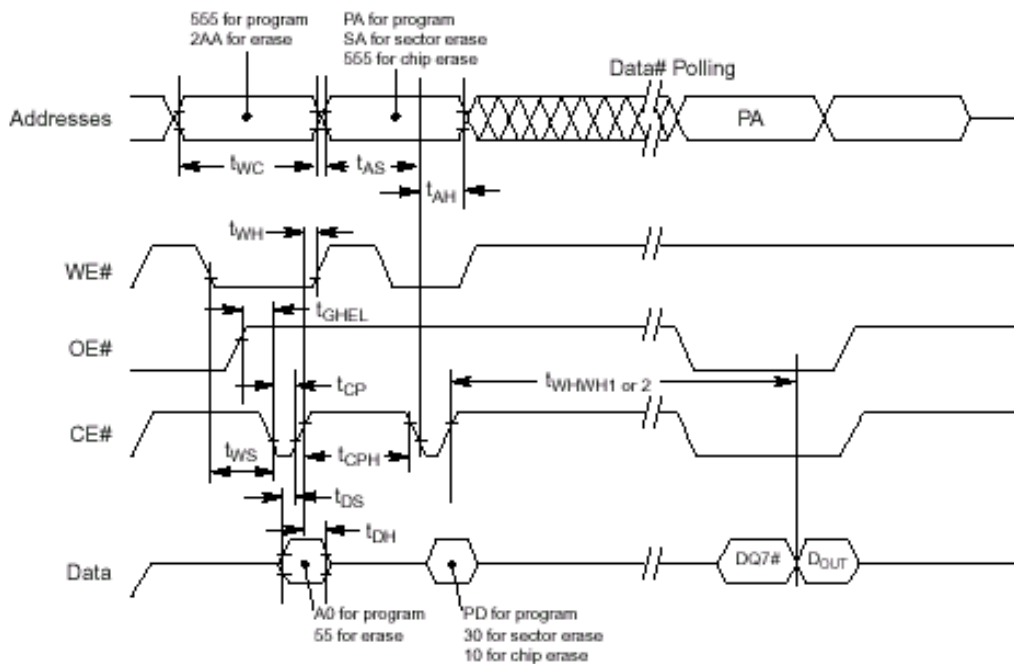 555 for program
2AA for erase
PA for program
SA for sector erase
555 for chip erase
Data# Polling
Addresses
PA
tWC
tAS
tAH
tWH
WE#
tGHEL
OE#
tCP
tWHWH1 or 2
CE#
tWS
tCPH
tDS
tDH
Data
DQ7#
DOUT
A0 for program
55 for erase
PD for program
30 for sector erase
10 for chip erase